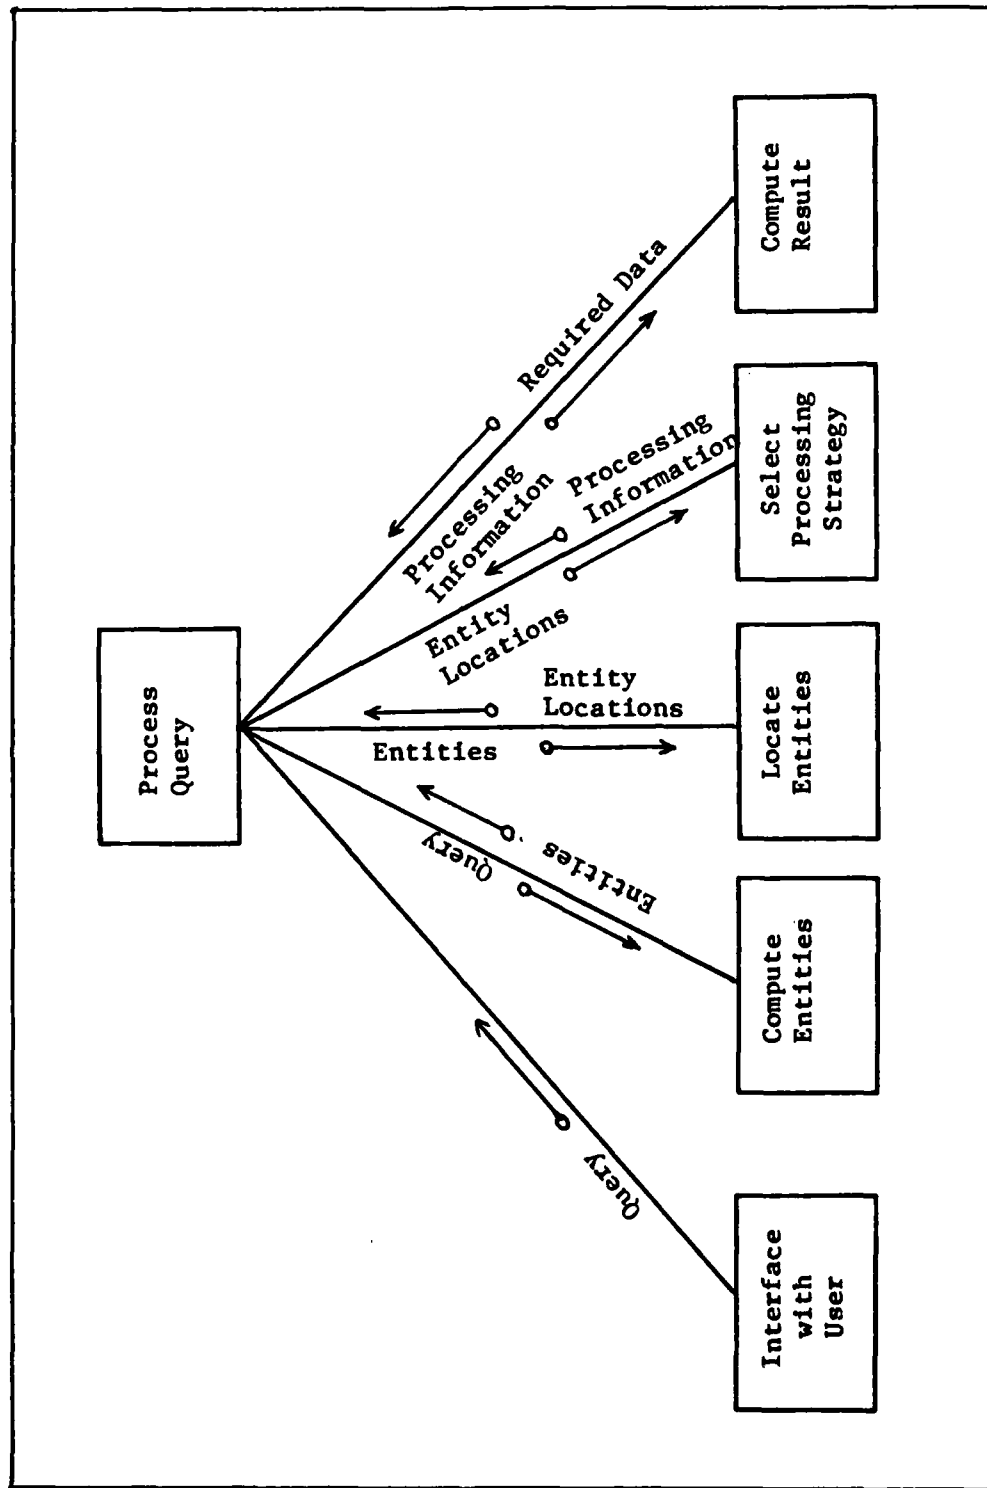 Process
Query
Query
Query
Entities
Entities
Entity
Locations
Entity
Locations
Processing
Information
Processing
Information
Required Data
Interface
with
User
Compute
Entities
Locate
Entities
Select
Processing
Strategy
Compute
Result